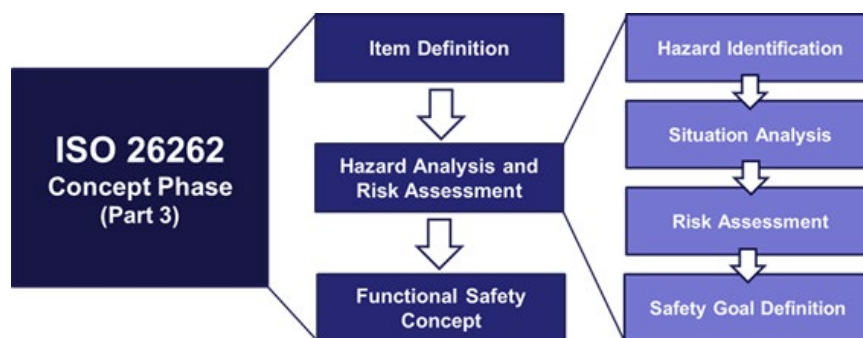 ISO 26262
Concept Phase
(Part 3)
Item Definition
Hazard Analysis and
Risk Assessment
Functional Safety
Concept
Hazard Identification
Situation Analysis
Risk Assessment
Safety Goal Definition